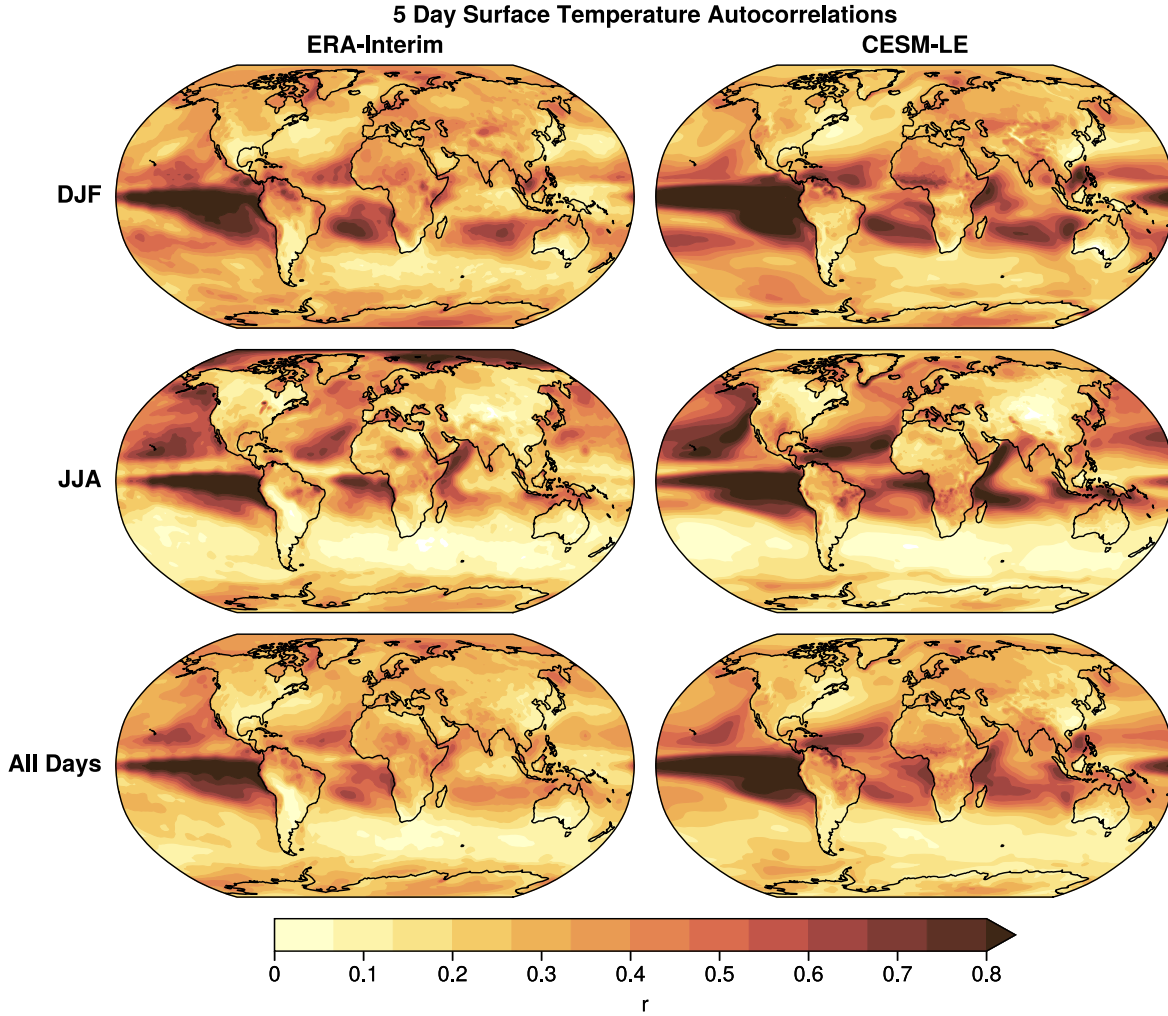 5 Day Surface Temperature Autocorrelations
ERA-Interim
CESM-LE
DJF
JJA
All Days
0 0.1 0.2 0.3 0.4 0.5 0.6 0.7 0.8
r